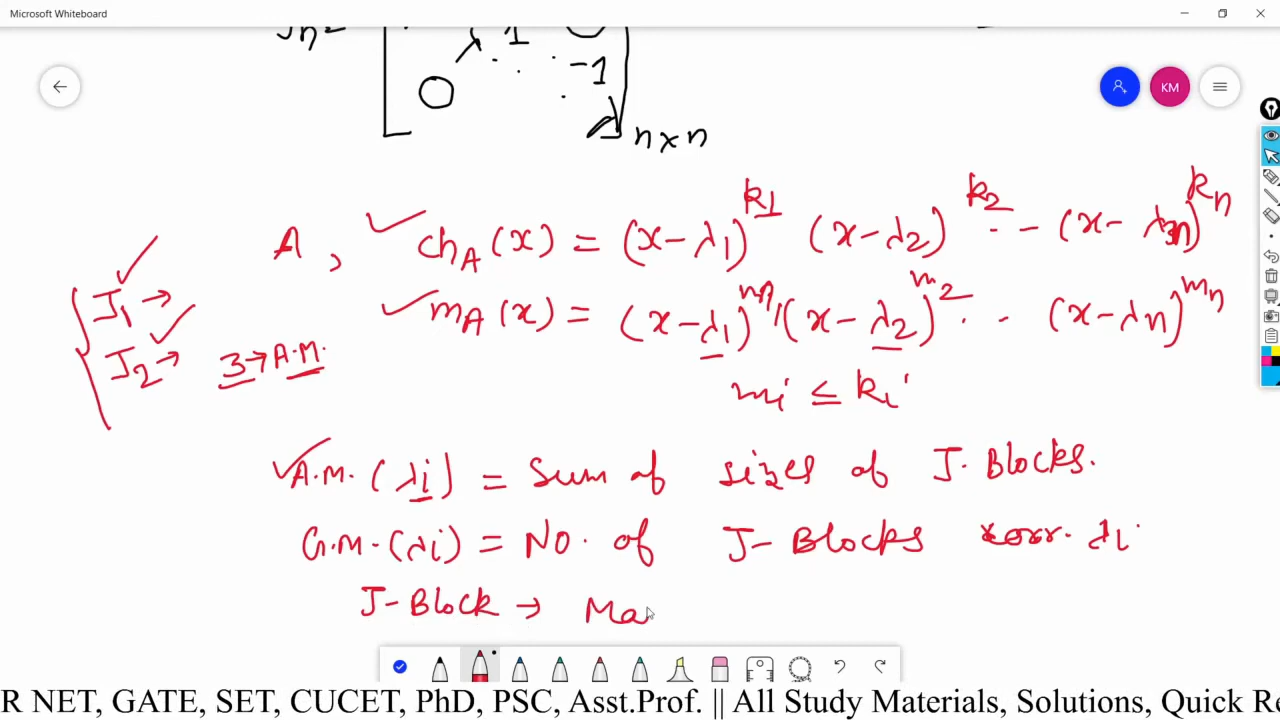 Microsoft Whiteboard
1
-1
n x n
KM
A, ch_A(x) = (x-λ1)^k1 (x-λ2)^k2 .. - (x-λn)^kn
J1 →
m_A(x) = (x-λ1)^m1 (x-λ2)^m2 . . - (x-λn)^mn
J2 → 3→A.M.
mi ≤ ki
A.M. (λi) = Sum of sizes of J. Blocks.
G.M. (λi) = No. of J-Blocks corr. λi
J-Block → Ma
R NET, GATE, SET, CUCET, PhD, PSC, Asst.Prof. || All Study Materials, Solutions, Quick Re